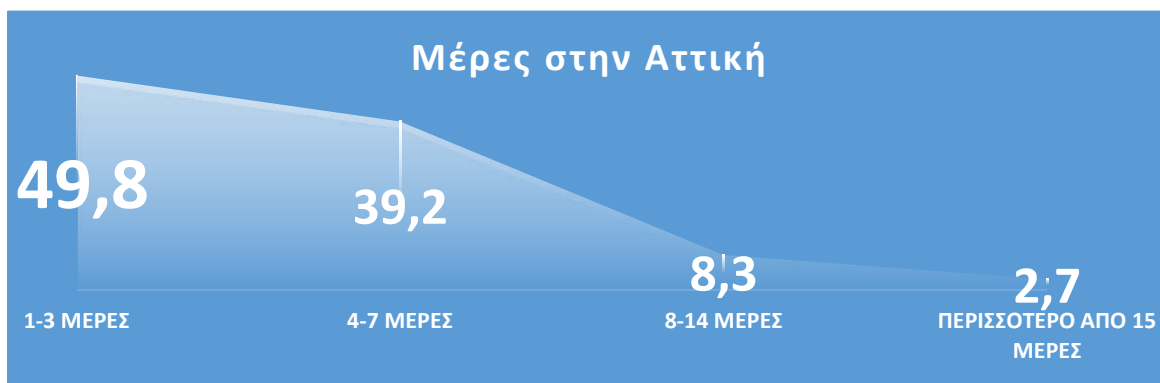 Μέρες στην Αττική
49,8
39,2
8,3
2,7
1-3 ΜΕΡΕΣ
4-7 ΜΕΡΕΣ
8-14 ΜΕΡΕΣ
ΠΕΡΙΣΣΟΤΕΡΟ ΑΠΟ 15
ΜΕΡΕΣ